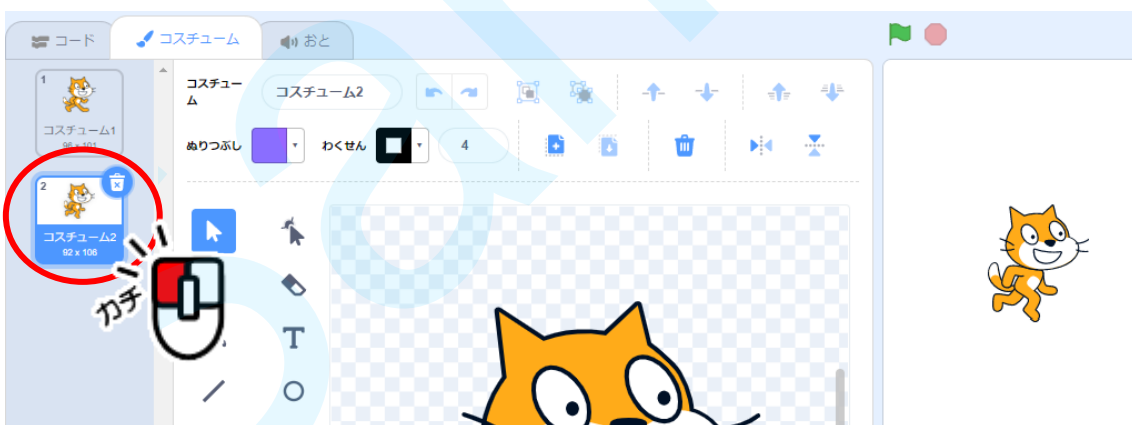 コード
コスチューム
おと
1
コスチューム1
96 x 101
2
コスチューム2
92 x 106
コスチュー
ム
コスチューム2
ぬりつぶし
わくせん
4
カチ
T